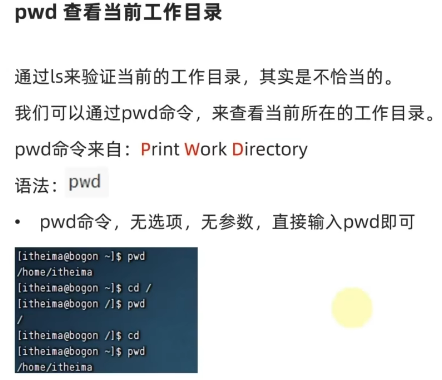 pwd 查看当前工作目录
通过ls来验证当前的工作目录，其实是不恰当的。
我们可以通过pwd命令，来查看当前所在的工作目录。
pwd命令来自：Print Work Directory
语法：pwd
• pwd命令，无选项，无参数，直接输入pwd即可
[itheima@bogon ~]$ pwd
/home/itheima
[itheima@bogon ~]$ cd /
[itheima@bogon /]$ pwd
/
[itheima@bogon /]$ cd
[itheima@bogon ~]$ pwd
/home/itheima